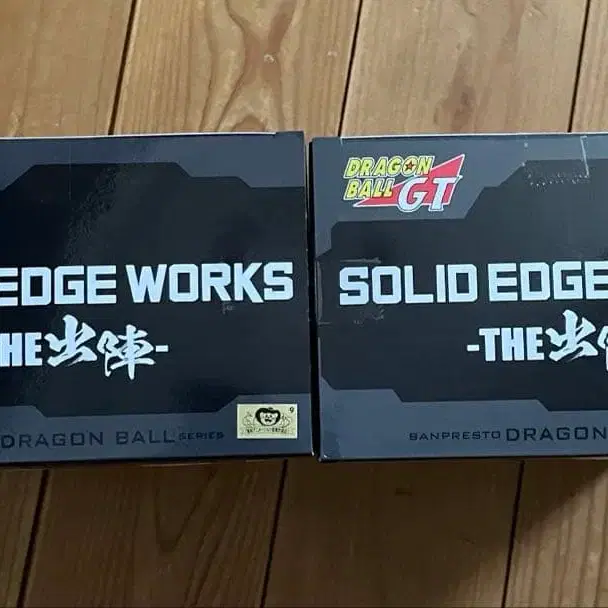 EDGE WORKS
HE出陣-
DRAGON BALL SERIES
9
DRAGON
BALL GT
SOLID EDGE
-THE出
BANPRESTO DRAGON